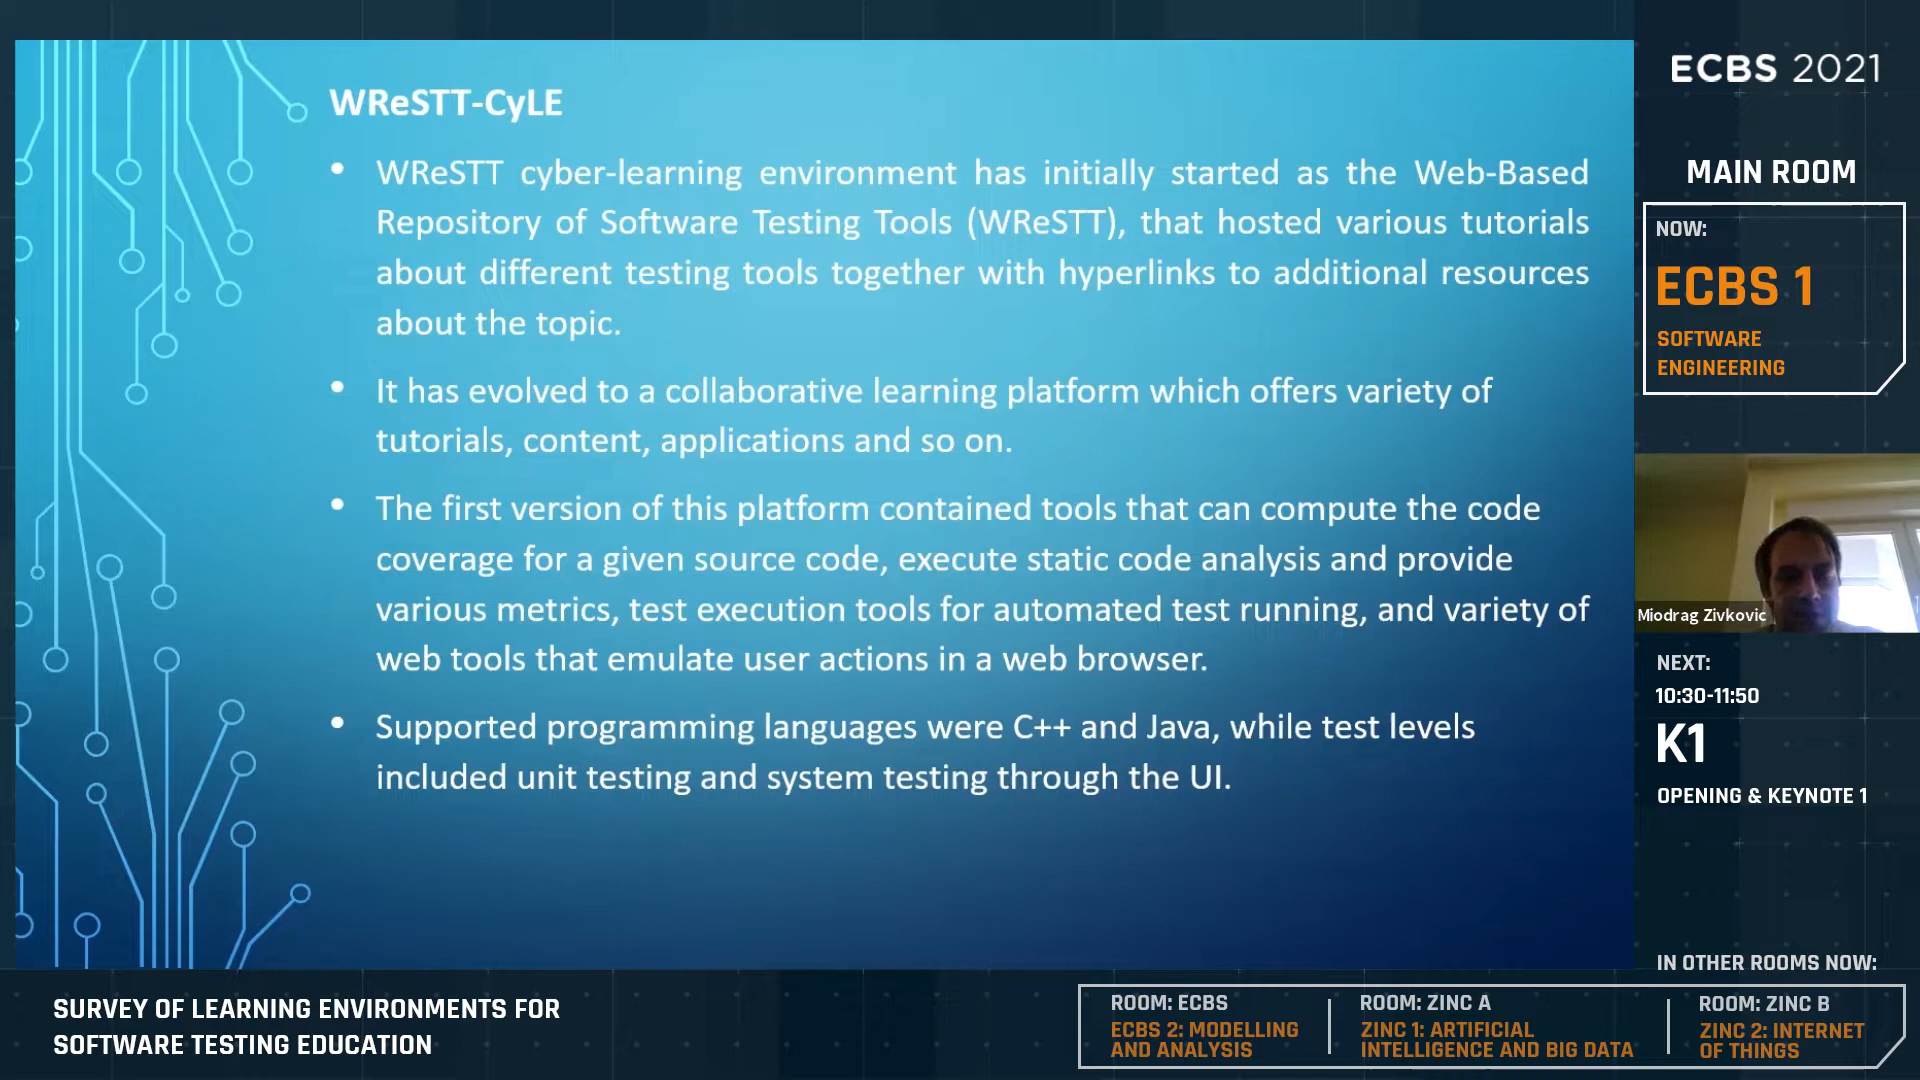 WReSTT-CyLE
• WReSTT cyber-learning environment has initially started as the Web-Based
Repository of Software Testing Tools (WReSTT), that hosted various tutorials
about different testing tools together with hyperlinks to additional resources
about the topic.
• It has evolved to a collaborative learning platform which offers variety of
tutorials, content, applications and so on.
• The first version of this platform contained tools that can compute the code
coverage for a given source code, execute static code analysis and provide
various metrics, test execution tools for automated test running, and variety of
web tools that emulate user actions in a web browser.
• Supported programming languages were C++ and Java, while test levels
included unit testing and system testing through the UI.
ECBS 2021
MAIN ROOM
NOW:
ECBS 1
SOFTWARE
ENGINEERING
Miodrag Zivkovic
NEXT:
10:30-11:50
K1
OPENING & KEYNOTE 1
IN OTHER ROOMS NOW:
SURVEY OF LEARNING ENVIRONMENTS FOR
SOFTWARE TESTING EDUCATION
ROOM: ECBS
ECBS 2: MODELLING
AND ANALYSIS
ROOM: ZINC A
ZINC 1: ARTIFICIAL
INTELLIGENCE AND BIG DATA
ROOM: ZINC B
ZINC 2: INTERNET
OF THINGS